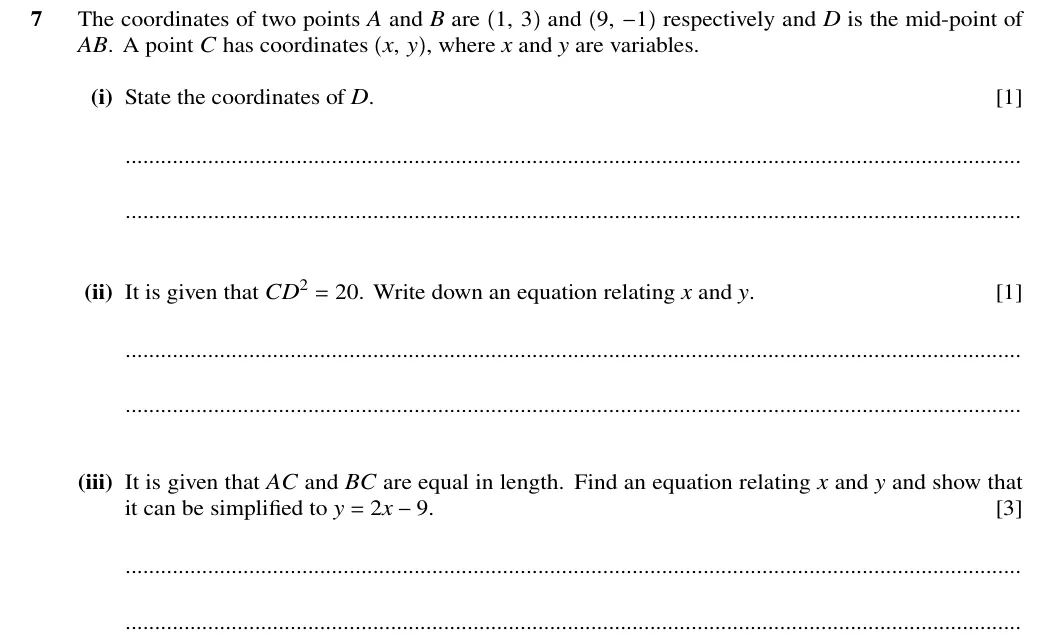 7 The coordinates of two points A and B are (1, 3) and (9, −1) respectively and D is the mid-point of
AB. A point C has coordinates (x, y), where x and y are variables.
(i) State the coordinates of D. [1]
........................................................................................................................................................
........................................................................................................................................................
(ii) It is given that CD² = 20. Write down an equation relating x and y. [1]
........................................................................................................................................................
........................................................................................................................................................
(iii) It is given that AC and BC are equal in length. Find an equation relating x and y and show that
it can be simplified to y = 2x − 9. [3]
........................................................................................................................................................
........................................................................................................................................................